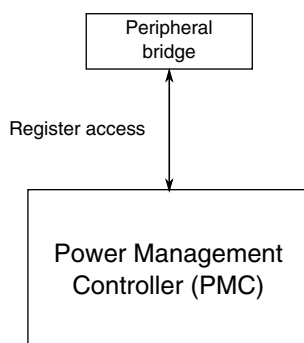 Peripheral
bridge
Register access
Power Management
Controller (PMC)